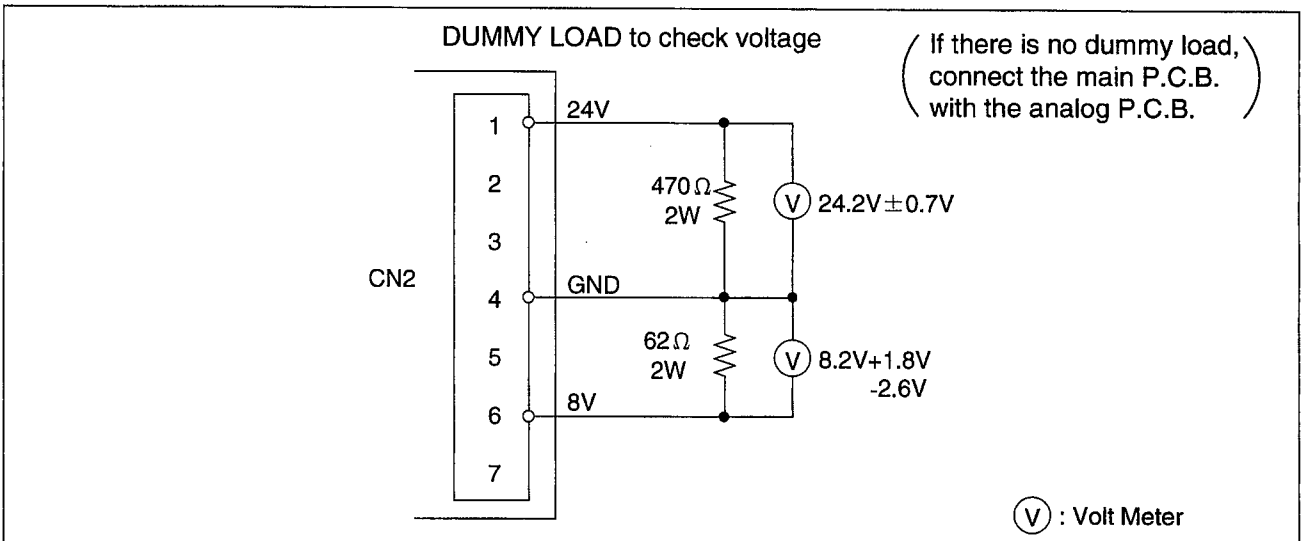 DUMMY LOAD to check voltage
If there is no dummy load,
connect the main P.C.B.
with the analog P.C.B.
1
24V
2
470Ω
2W
V
24.2V±0.7V
3
CN2
4
GND
5
62Ω
2W
V
8.2V+1.8V
-2.6V
6
8V
7
V : Volt Meter